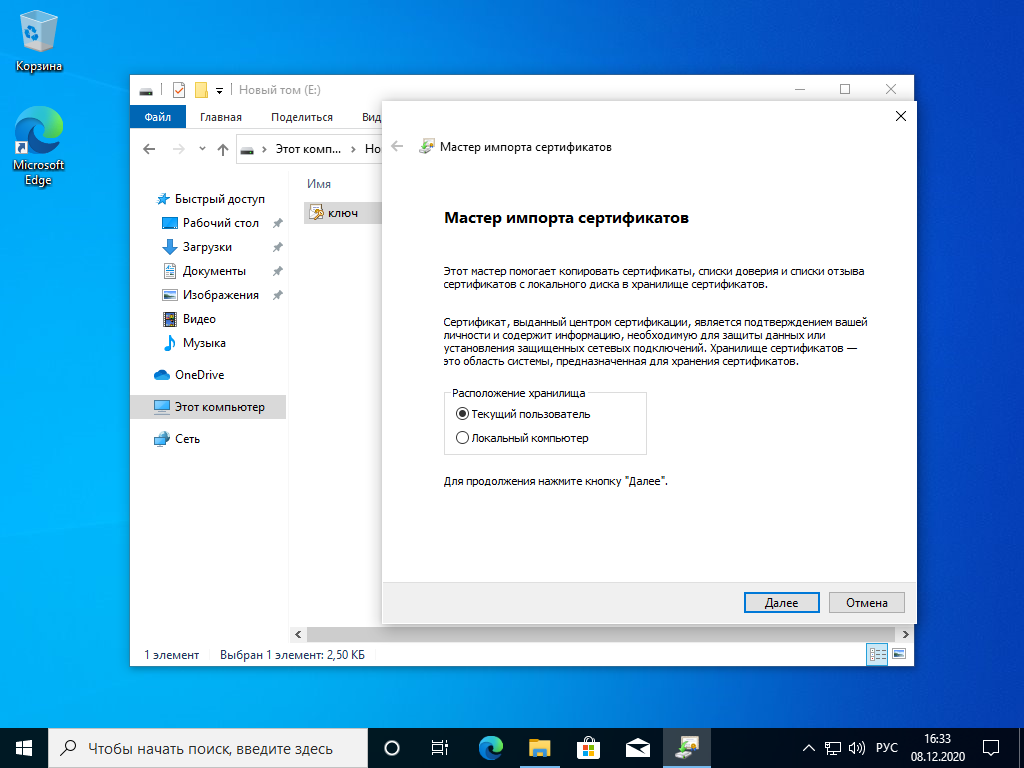 Корзина
Microsoft
Edge
Новый том (E:)
Файл
Главная
Поделиться
Вид
Этот комп...
Но
Имя
ключ
Быстрый доступ
Рабочий стол
Загрузки
Документы
Изображения
Видео
Музыка
OneDrive
Этот компьютер
Сеть
Мастер импорта сертификатов
Мастер импорта сертификатов
Этот мастер помогает копировать сертификаты, списки доверия и списки отзыва
сертификатов с локального диска в хранилище сертификатов.
Сертификат, выданный центром сертификации, является подтверждением вашей
личности и содержит информацию, необходимую для защиты данных или
установления защищенных сетевых подключений. Хранилище сертификатов —
это область системы, предназначенная для хранения сертификатов.
Расположение хранилища
Текущий пользователь
Локальный компьютер
Для продолжения нажмите кнопку "Далее".
Далее
Отмена
1 элемент
Выбран 1 элемент: 2,50 КБ
Чтобы начать поиск, введите здесь
РУС
16:33
08.12.2020